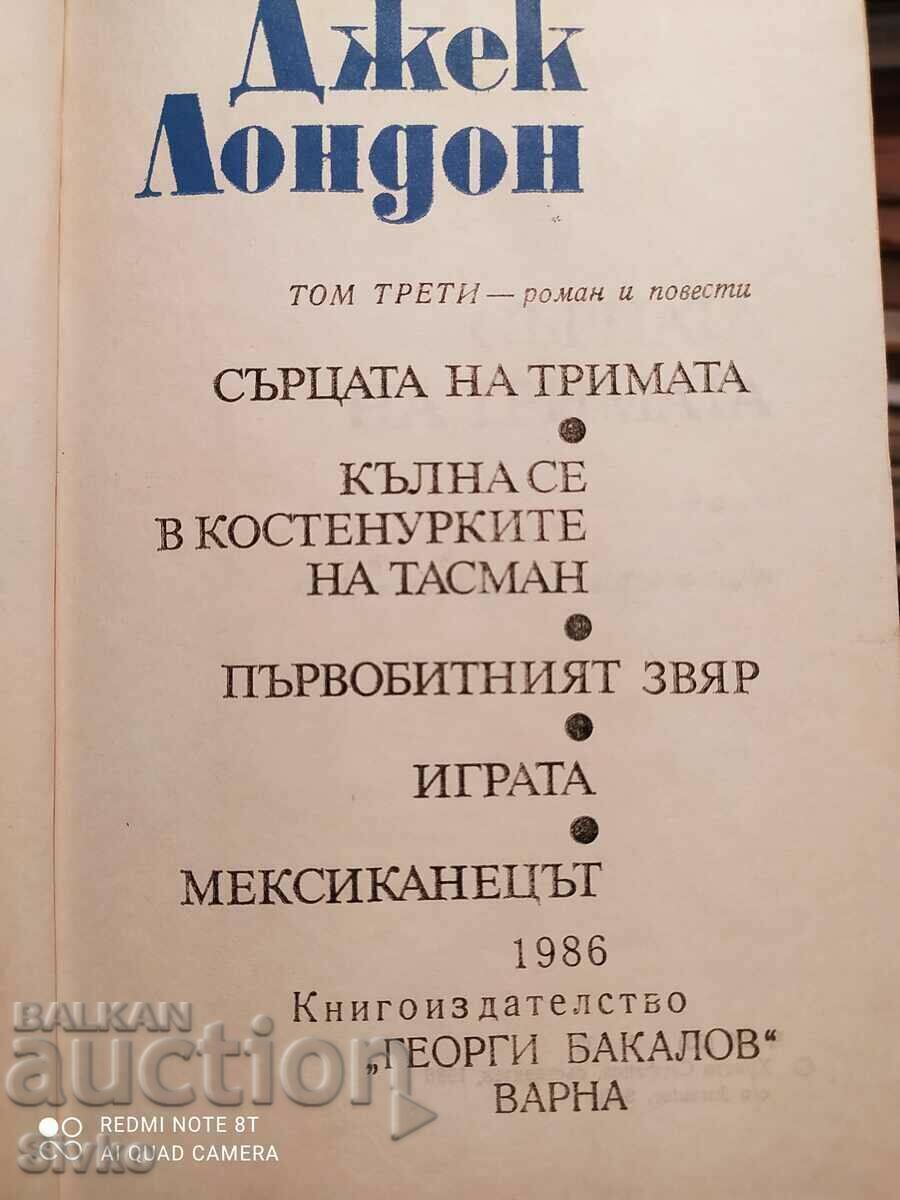 Джек
Лондон
ТОМ ТРЕТИ — роман и повести
СЪРЦАТА НА ТРИМАТА
КЪЛНА СЕ
В КОСТЕНУРКИТЕ
НА ТАСМАН
ПЪРВОБИТНИЯТ ЗВЯР
ИГРАТА
МЕКСИКАНЕЦЪТ
1986
Книгоиздателство
„ГЕОРГИ БАКАЛОВ“
ВАРНА
BALKAN
auction
REDMI NOTE 8T
AI QUAD CAMERA
Sivko